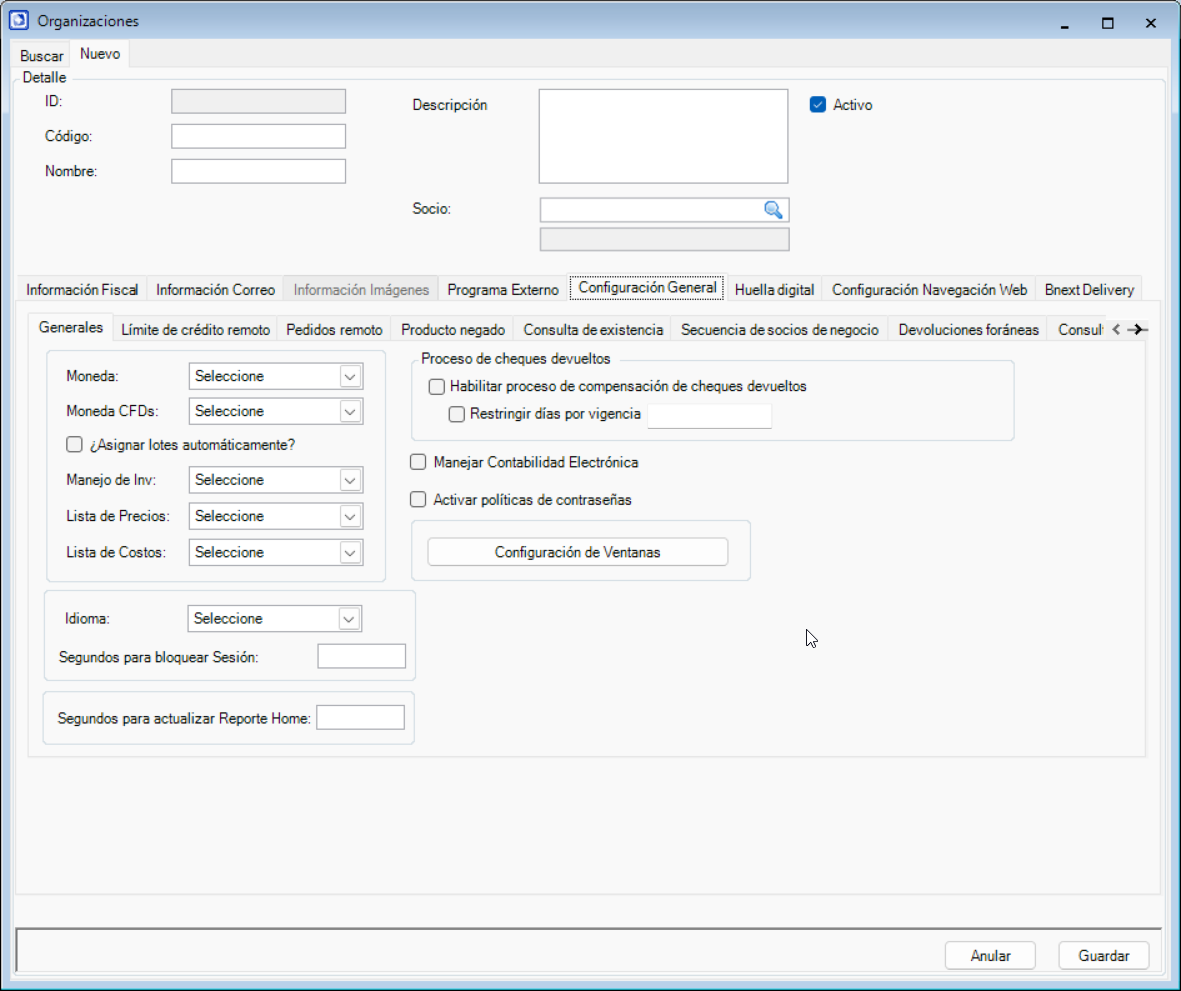 Organizaciones
Buscar Nuevo
Detalle
ID:
Código:
Nombre:
Descripción
Activo
Socio:
Información Fiscal Información Correo Información Imágenes Programa Externo Configuración General Huella digital Configuración Navegación Web Bnext Delivery
Generales Límite de crédito remoto Pedidos remoto Producto negado Consulta de existencia Secuencia de socios de negocio Devoluciones foráneas
Moneda: Seleccione
Moneda CFDs: Seleccione
¿Asignar lotes automáticamente?
Manejo de Inv: Seleccione
Lista de Precios: Seleccione
Lista de Costos: Seleccione
Idioma: Seleccione
Segundos para bloquear Sesión:
Segundos para actualizar Reporte Home:
Proceso de cheques devueltos
Habilitar proceso de compensación de cheques devueltos
Restringir días por vigencia
Manejar Contabilidad Electrónica
Activar políticas de contraseñas
Configuración de Ventanas
Anular Guardar